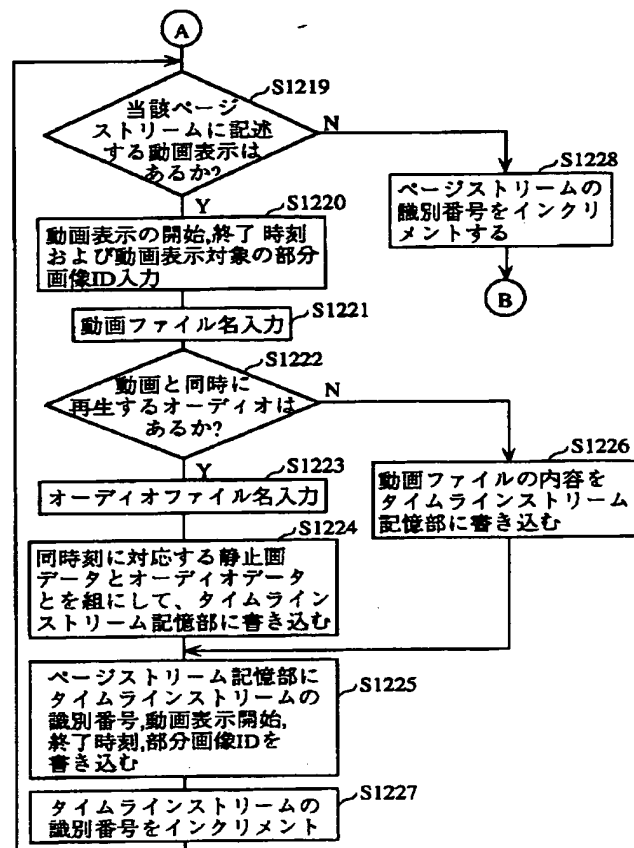 A
S1219
当該ページ
ストリームに記述
する動画表示は
あるか?
N
Y
S1228
ページストリームの
識別番号をインクリ
メントする
B
S1220
動画表示の開始,終了 時刻
および動画表示対象の部分
画像ID入力
S1221
動画ファイル名入力
S1222
動画と同時に
再生するオーディオは
あるか?
N
Y
S1226
動画ファイルの内容を
タイムラインストリーム
記憶部に書き込む
S1223
オーディオファイル名入力
S1224
同時刻に対応する静止画
データとオーディオデータ
とを組にして、タイムライン
ストリーム記憶部に書き込む
S1225
ページストリーム記憶部に
タイムラインストリームの
識別番号,動画表示開始,
終了時刻,部分画像IDを
書き込む
S1227
タイムラインストリームの
識別番号をインクリメント